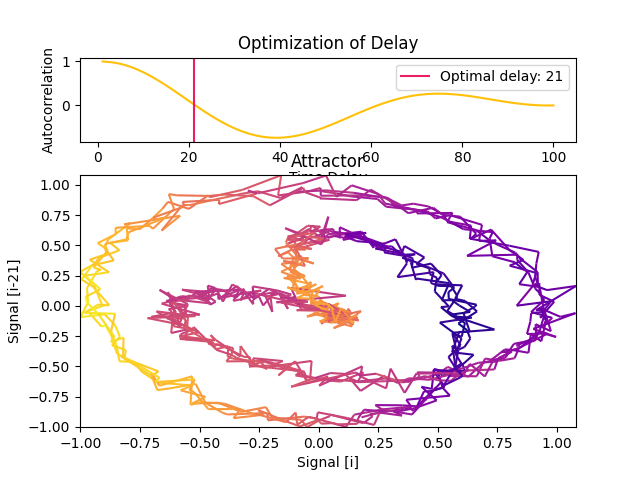 Optimization of Delay
Autocorrelation
1
0
Optimal delay: 21
0 20 40 60 80 100
Time Delay
Attractor
Signal [i-21]
1.00
0.75
0.50
0.25
0.00
−0.25
−0.50
−0.75
−1.00
−1.00 −0.75 −0.50 −0.25 0.00 0.25 0.50 0.75 1.00
Signal [i]